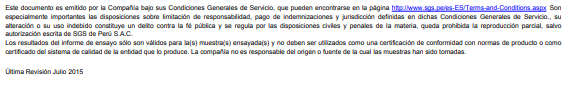 Este documento es emitido por la Compañía bajo sus Condiciones Generales de Servicio, que pueden encontrarse en la página http://www.sgs.pe/es-ES/Terms-and-Conditions.aspx Son
especialmente importantes las disposiciones sobre limitación de responsabilidad, pago de indemnizaciones y jurisdicción definidas en dichas Condiciones Generales de Servicio., su
alteración o su uso indebido constituye un delito contra la fé pública y se regula por las disposiciones civiles y penales de la materia, queda prohibida la reproducción parcial, salvo
autorización escrita de SGS de Perú S.A.C.
Los resultados del informe de ensayo sólo son válidos para la(s) muestra(s) ensayada(s) y no deben ser utilizados como una certificación de conformidad con normas de producto o como
certificado del sistema de calidad de la entidad que lo produce. La compañía no es responsable del origen o fuente de la cual las muestras han sido tomadas.
Última Revisión Julio 2015